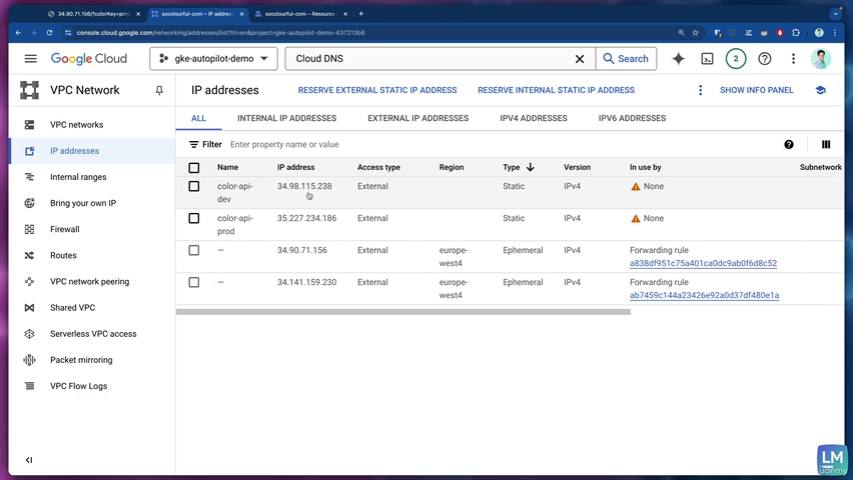 34.90.71.156/?colorKey=prim
socolourful-com – IP addres
socolourful-com – Resource
console.cloud.google.com/networking/addresses/list?hl=en&project=gke-autopilot-demo-437213b8
Google Cloud
gke-autopilot-demo
Cloud DNS
Search
2
VPC Network
IP addresses
RESERVE EXTERNAL STATIC IP ADDRESS
RESERVE INTERNAL STATIC IP ADDRESS
SHOW INFO PANEL
VPC networks
IP addresses
Internal ranges
Bring your own IP
Firewall
Routes
VPC network peering
Shared VPC
Serverless VPC access
Packet mirroring
VPC Flow Logs
ALL
INTERNAL IP ADDRESSES
EXTERNAL IP ADDRESSES
IPV4 ADDRESSES
IPV6 ADDRESSES
Filter Enter property name or value
Name IP address Access type Region Type Version In use by Subnetwork
color-api-dev 34.98.115.238 External Static IPv4 None
color-api-prod 35.227.234.186 External Static IPv4 None
– 34.90.71.156 External europe-west4 Ephemeral IPv4 Forwarding rule a838df951c75a401ca0dc9ab0f6d8c52
– 34.141.159.230 External europe-west4 Ephemeral IPv4 Forwarding rule ab7459c144a23426e92a0d37df480e1a
LM
udemy